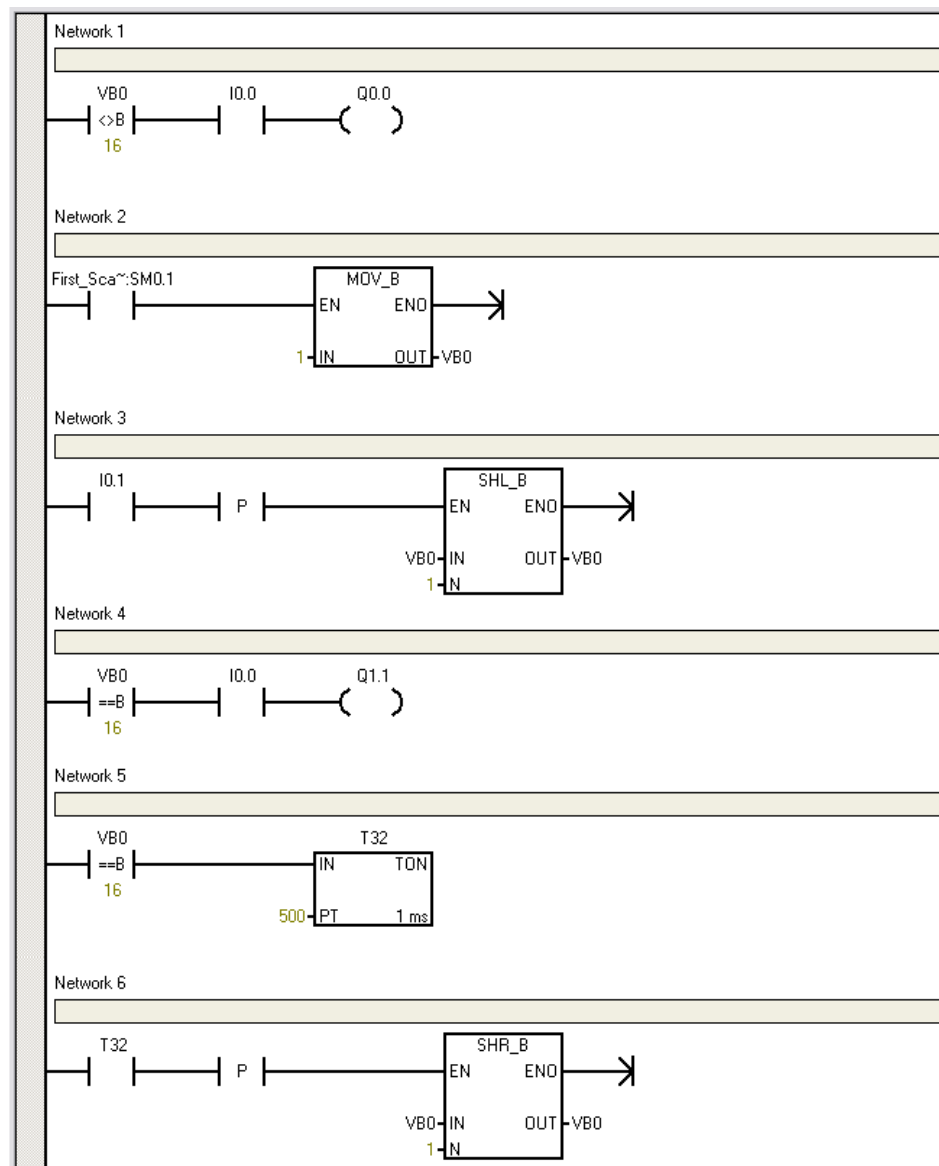 Network 1
VB0 I0.0 Q0.0
<>B
16
Network 2
First_Sca~:SM0.1 MOV_B
EN ENO
1 IN OUT VB0
Network 3
I0.1 SHL_B
P EN ENO
VB0 IN OUT VB0
1 N
Network 4
VB0 I0.0 Q1.1
==B
16
Network 5
VB0 T32
==B IN TON
16
500 PT 1 ms
Network 6
T32 SHR_B
P EN ENO
VB0 IN OUT VB0
1 N